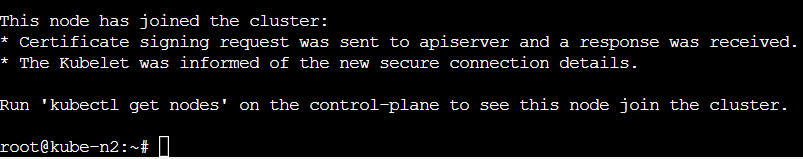 This node has joined the cluster:
* Certificate signing request was sent to apiserver and a response was received.
* The Kubelet was informed of the new secure connection details.
Run 'kubectl get nodes' on the control-plane to see this node join the cluster.
root@kube-n2:~#